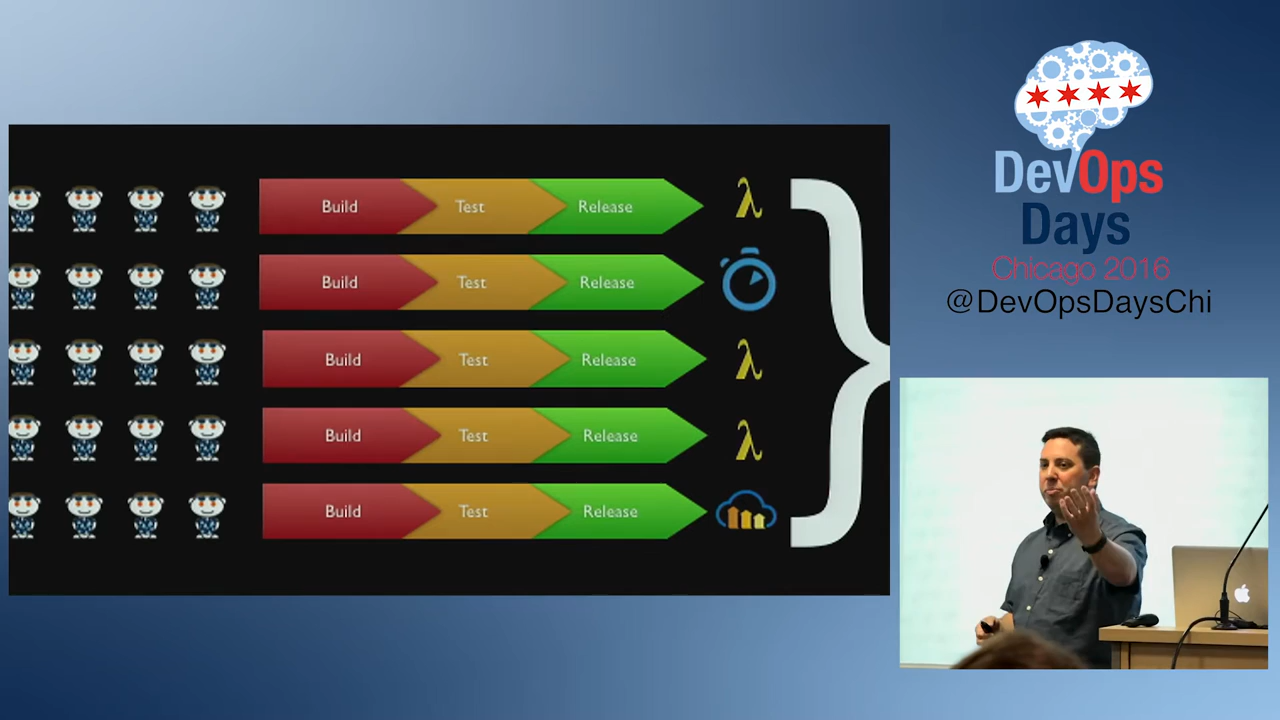 Build Test Release λ
Build Test Release
Build Test Release λ
Build Test Release λ
Build Test Release
DevOps
Days
Chicago 2016
@DevOpsDaysChi